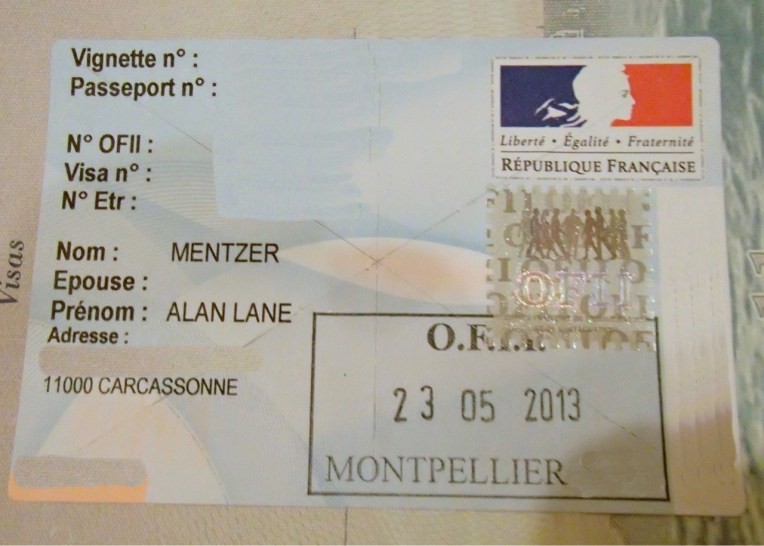 Vignette n° :
Passeport n° :
Liberté • Égalité • Fraternité
RÉPUBLIQUE FRANÇAISE
N° OFII :
Visa n° :
N° Etr :
Nom : MENTZER
Epouse :
Prénom : ALAN LANE
Adresse :
11000 CARCASSONNE
OFII
O.F.I.I.
23 05 2013
MONTPELLIER
Visas